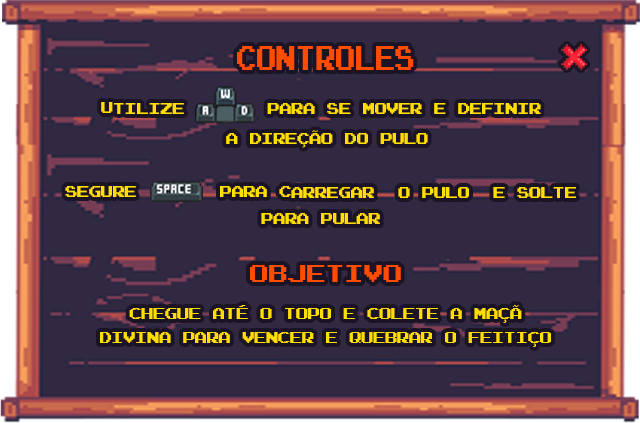 CONTROLES
UTILIZE W A D PARA SE MOVER E DEFINIR
A DIREÇÃO DO PULO
SEGURE SPACE PARA CARREGAR O PULO E SOLTE
PARA PULAR
OBJETIVO
CHEGUE ATÉ O TOPO E COLETE A MAÇÃ
DIVINA PARA VENCER E QUEBRAR O FEITIÇO